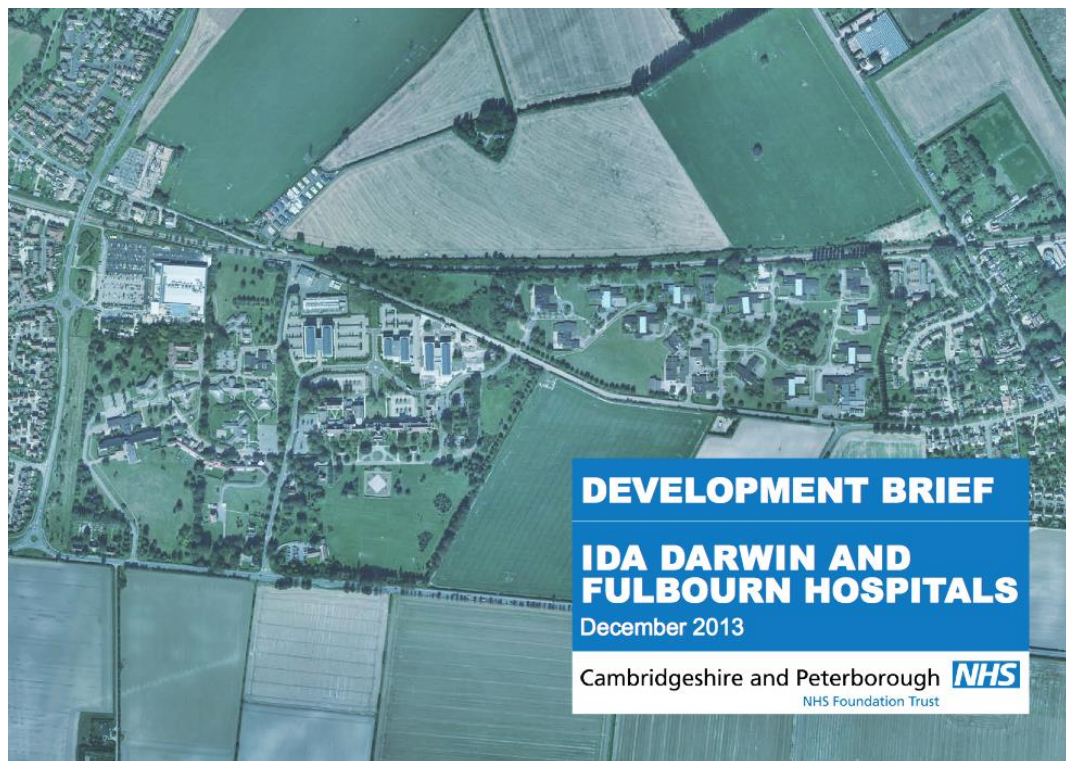 DEVELOPMENT BRIEF
IDA DARWIN AND
FULBOURN HOSPITALS
December 2013
Cambridgeshire and Peterborough NHS
NHS Foundation Trust